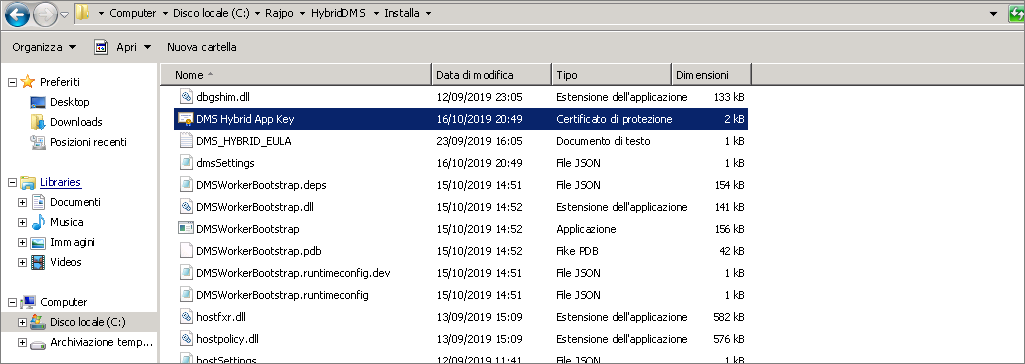 Computer Disco locale (C:) Rajpo HybridDMS Installa
Organizza Apri Nuova cartella
Preferiti
Desktop
Downloads
Posizioni recenti
Libraries
Documenti
Musica
Immagini
Videos
Computer
Disco locale (C:)
Archiviazione temp...
Nome Data di modifica Tipo Dimensioni
dbgshim.dll 12/09/2019 23:05 Estensione dell'applicazione 133 kB
DMS Hybrid App Key 16/10/2019 20:49 Certificato di protezione 2 kB
DMS_HYBRID_EULA 23/09/2019 16:05 Documento di testo 1 kB
dmsSettings 16/10/2019 20:49 File JSON 1 kB
DMSWorkerBootstrap.deps 15/10/2019 14:51 File JSON 154 kB
DMSWorkerBootstrap.dll 15/10/2019 14:52 Estensione dell'applicazione 141 kB
DMSWorkerBootstrap 15/10/2019 14:52 Applicazione 156 kB
DMSWorkerBootstrap.pdb 15/10/2019 14:52 Fike PDB 42 kB
DMSWorkerBootstrap.runtimeconfig.dev 15/10/2019 14:51 File JSON 1 kB
DMSWorkerBootstrap.runtimeconfig 15/10/2019 14:51 File JSON 1 kB
hostfxr.dll 13/09/2019 15:09 Estensione dell'applicazione 582 kB
hostpolicy.dll 13/09/2019 15:09 Estensione dell'applicazione 576 kB
hostSettings 12/09/2019 11:41 File JSON 1 kB